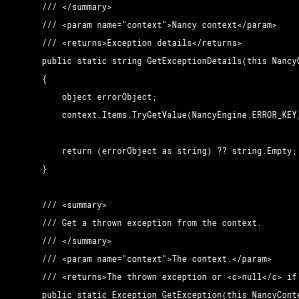 /// </summary>
/// <param name="context">Nancy context</param>
/// <returns>Exception details</returns>
public static string GetExceptionDetails(this NancyC
{
object errorObject;
context.Items.TryGetValue(NancyEngine.ERROR_KEY,
return (errorObject as string) ?? string.Empty;
}
/// <summary>
/// Get a thrown exception from the context.
/// </summary>
/// <param name="context">The context.</param>
/// <returns>The thrown exception or <c>null</c> if
public static Exception GetException(this NancyConte